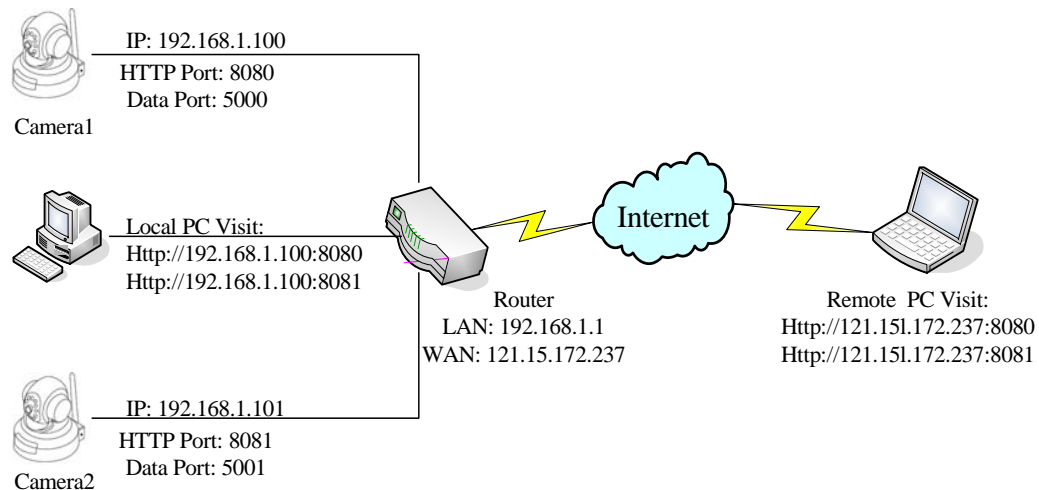 IP: 192.168.1.100
HTTP Port: 8080
Data Port: 5000
Camera1
Local PC Visit:
Http://192.168.1.100:8080
Http://192.168.1.100:8081
Router
LAN: 192.168.1.1
WAN: 121.15.172.237
Internet
Remote PC Visit:
Http://121.15l.172.237:8080
Http://121.15l.172.237:8081
IP: 192.168.1.101
HTTP Port: 8081
Data Port: 5001
Camera2